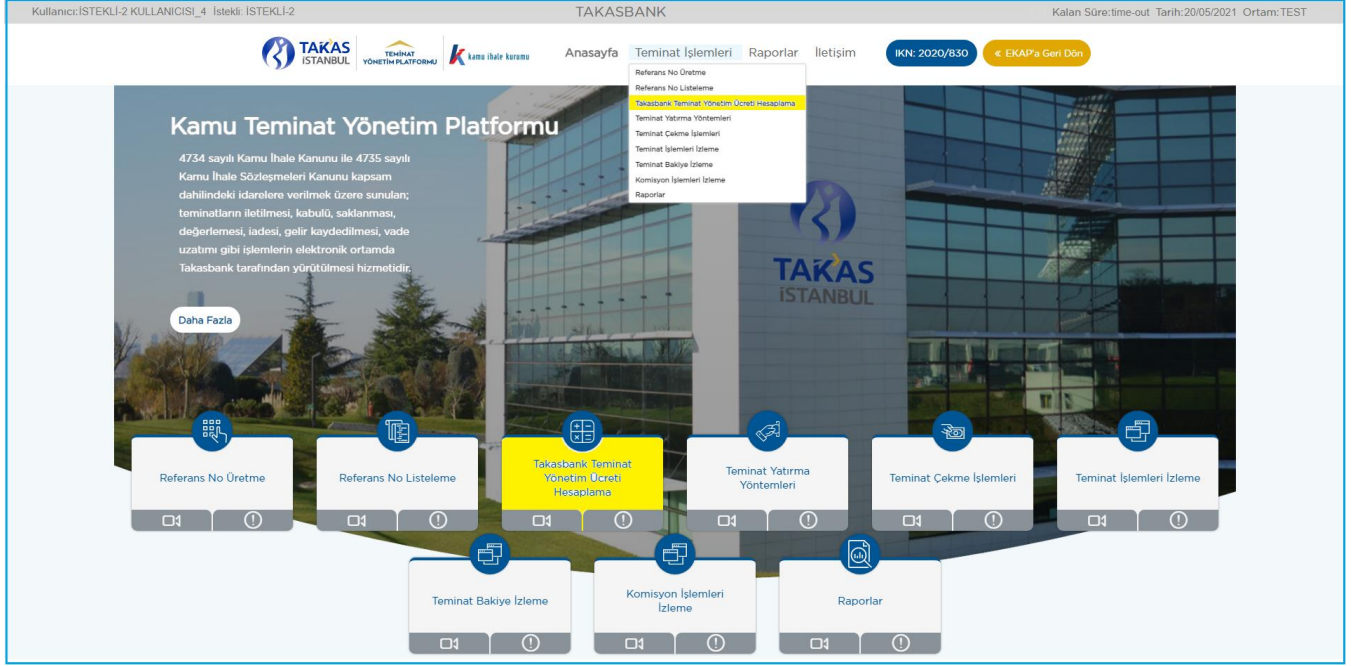 Kullanıcı:İSTEKLİ-2 KULLANICISI_4 İstekli: İSTEKLİ-2
TAKASBANK
Kalan Süre:time-out Tarih:20/05/2021 Ortam:TEST
TAKAS
İSTANBUL
TEMİNAT
YÖNETİM PLATFORMU
kamu ihale kurumu
Anasayfa
Teminat İşlemleri
Raporlar
İletişim
IKN: 2020/830
« EKAP'a Geri Dön
Referans No Üretme
Referans No Listeleme
Takasbank Teminat Yönetim Ücreti Hesaplama
Teminat Yatırma Yöntemleri
Teminat Çekme İşlemleri
Teminat İşlemleri İzleme
Teminat Bakiye İzleme
Komisyon İşlemleri İzleme
Raporlar
Kamu Teminat Yönetim Platformu
4734 sayılı Kamu İhale Kanunu ile 4735 sayılı
Kamu İhale Sözleşmeleri Kanunu kapsam
dahilindeki idarelere verilmek üzere sunulan;
teminatların iletilmesi, kabulü, saklanması,
değerlemesi, iadesi, gelir kaydedilmesi, vade
uzatımı gibi işlemlerin elektronik ortamda
Takasbank tarafından yürütülmesi hizmetidir.
Daha Fazla
TAKAS
İSTANBUL
Referans No Üretme
Referans No Listeleme
Takasbank Teminat
Yönetim Ücreti
Hesaplama
Teminat Yatırma
Yöntemleri
Teminat Çekme İşlemleri
Teminat İşlemleri İzleme
Teminat Bakiye İzleme
Komisyon İşlemleri
İzleme
Raporlar